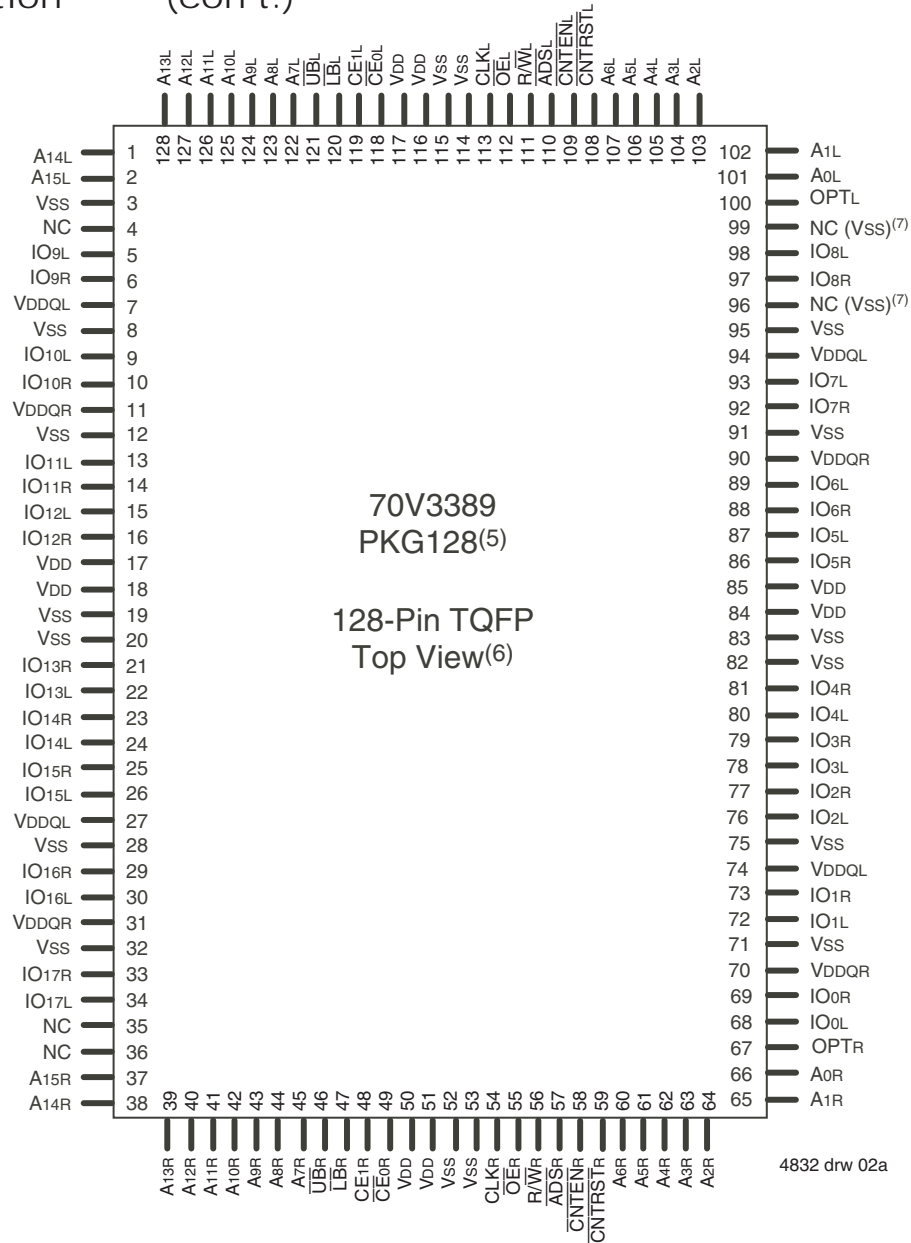 (con't.)
A13L A12L A11L A10L A9L A8L A7L UBL LBL CE1L CE0L VDD VDD VSS VSS CLKL OEL R/WL ADSL CNTENL CNTRSTL A6L A5L A4L A3L A2L
128 127 126 125 124 123 122 121 120 119 118 117 116 115 114 113 112 111 110 109 108 107 106 105 104 103
A14L 1
A15L 2
VSS 3
NC 4
IO9L 5
IO9R 6
VDDQL 7
VSS 8
IO10L 9
IO10R 10
VDDQR 11
VSS 12
IO11L 13
IO11R 14
IO12L 15
IO12R 16
VDD 17
VDD 18
VSS 19
VSS 20
IO13R 21
IO13L 22
IO14R 23
IO14L 24
IO15R 25
IO15L 26
VDDQL 27
VSS 28
IO16R 29
IO16L 30
VDDQR 31
VSS 32
IO17R 33
IO17L 34
NC 35
NC 36
A15R 37
A14R 38
70V3389
PKG128(5)
128-Pin TQFP
Top View(6)
102 A1L
101 A0L
100 OPTL
99 NC (VSS)(7)
98 IO8L
97 IO8R
96 NC (VSS)(7)
95 VSS
94 VDDQL
93 IO7L
92 IO7R
91 VSS
90 VDDQR
89 IO6L
88 IO6R
87 IO5L
86 IO5R
85 VDD
84 VDD
83 VSS
82 VSS
81 IO4R
80 IO4L
79 IO3R
78 IO3L
77 IO2R
76 IO2L
75 VSS
74 VDDQL
73 IO1R
72 IO1L
71 VSS
70 VDDQR
69 IO0R
68 IO0L
67 OPTR
66 A0R
65 A1R
39 40 41 42 43 44 45 46 47 48 49 50 51 52 53 54 55 56 57 58 59 60 61 62 63 64
A13R A12R A11R A10R A9R A8R A7R UBR LBR CE1R CE0R VDD VDD VSS VSS CLKR OER R/WR ADSR CNTENR CNTRSTR A6R A5R A4R A3R A2R
4832 drw 02a